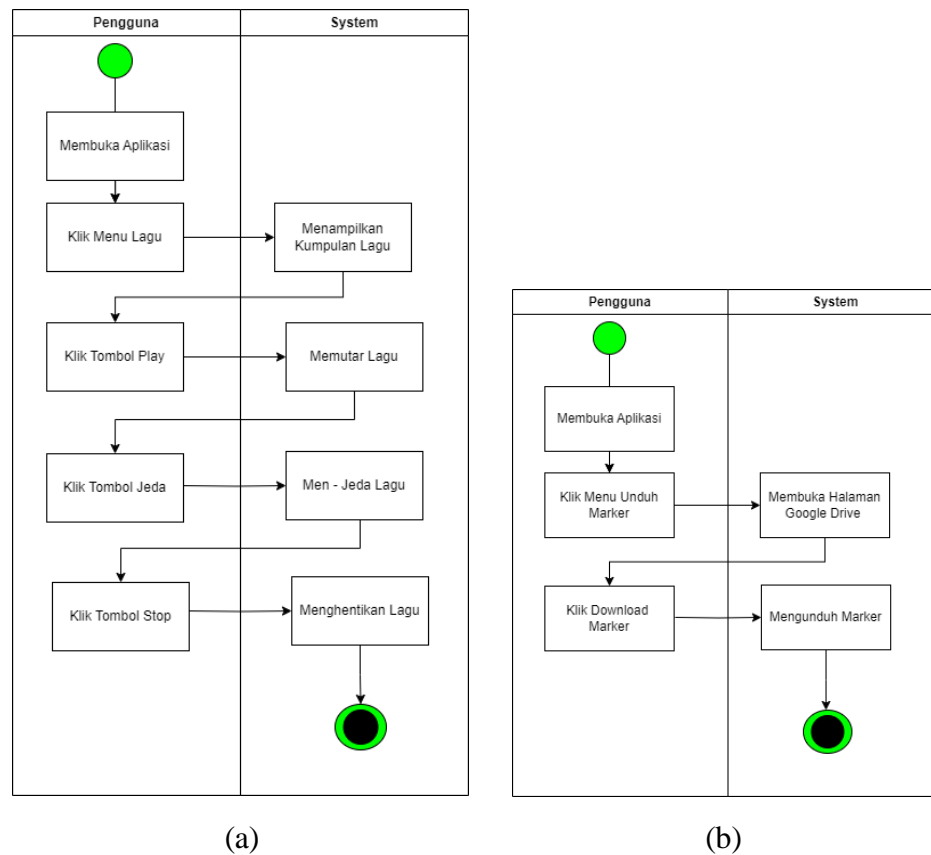 Pengguna
System
Membuka Aplikasi
Klik Menu Lagu
Menampilkan
Kumpulan Lagu
Klik Tombol Play
Memutar Lagu
Klik Tombol Jeda
Men - Jeda Lagu
Klik Tombol Stop
Menghentikan Lagu
(a)
Pengguna
System
Membuka Aplikasi
Klik Menu Unduh
Marker
Membuka Halaman
Google Drive
Klik Download
Marker
Mengunduh Marker
(b)